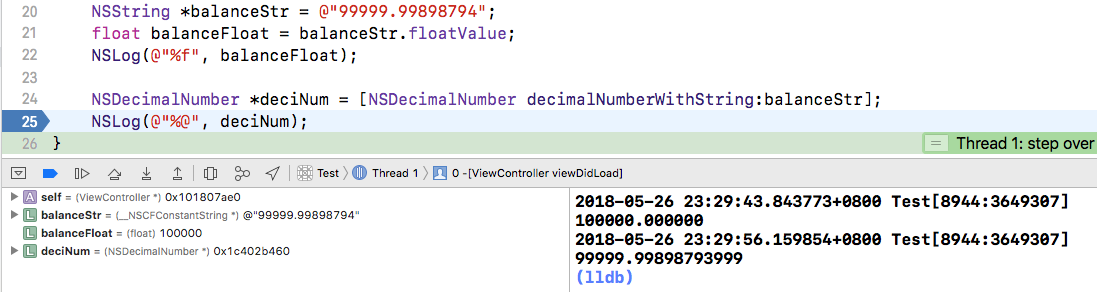 20 NSString *balanceStr = @"99999.99898794";
21 float balanceFloat = balanceStr.floatValue;
22 NSLog(@"%f", balanceFloat);
23
24 NSDecimalNumber *deciNum = [NSDecimalNumber decimalNumberWithString:balanceStr];
25 NSLog(@"%@", deciNum);
26 } = Thread 1: step over
Test Thread 1 0 -[ViewController viewDidLoad]
A self = (ViewController *) 0x101807ae0
L balanceStr = (__NSCFConstantString *) @"99999.99898794"
L balanceFloat = (float) 100000
L deciNum = (NSDecimalNumber *) 0x1c402b460
2018-05-26 23:29:43.843773+0800 Test[8944:3649307]
100000.000000
2018-05-26 23:29:56.159854+0800 Test[8944:3649307]
99999.99898793999
(lldb)